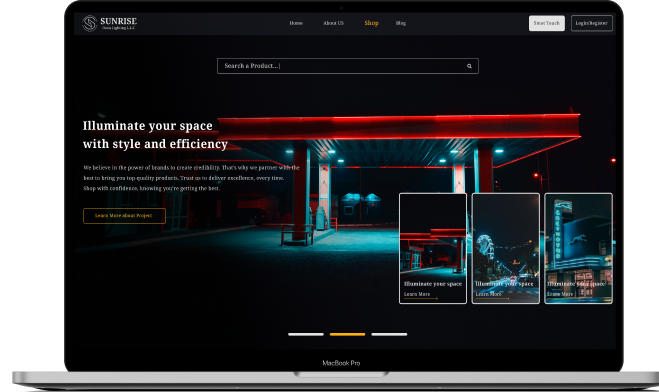 SUNRISE
Home
About US
Shop
Blog
Smat Touch
Login/Register
Search a Product...|
Illuminate your space
with style and efficiency
We believe in the power of brands to create credibility. That's why we partner with the
best to bring you top-quality products. Trust us to deliver excellence, every time.
Shop with confidence, knowing you're getting the best.
Learn More about Project
Illuminate your space
Learn More
Illuminate your space
Learn More
Illuminate your space
Learn More
MacBook Pro